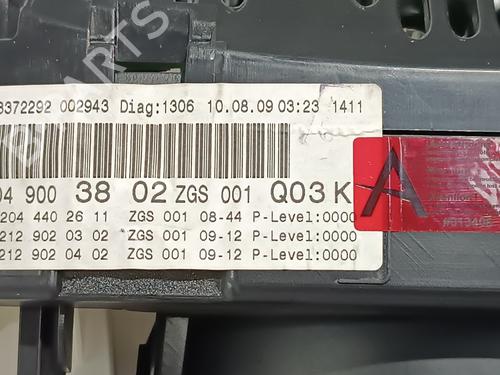 8372292 002943 Diag:1306 10.08.09 03:23 1411
04 900 38 02 ZGS 001 Q03 K
A
204 440 26 11 ZGS 001 08-44 P-Level:0000
212 902 03 02 ZGS 001 09-12 P-Level:0000
212 902 04 02 ZGS 001 09-12 P-Level:0000
PARTS